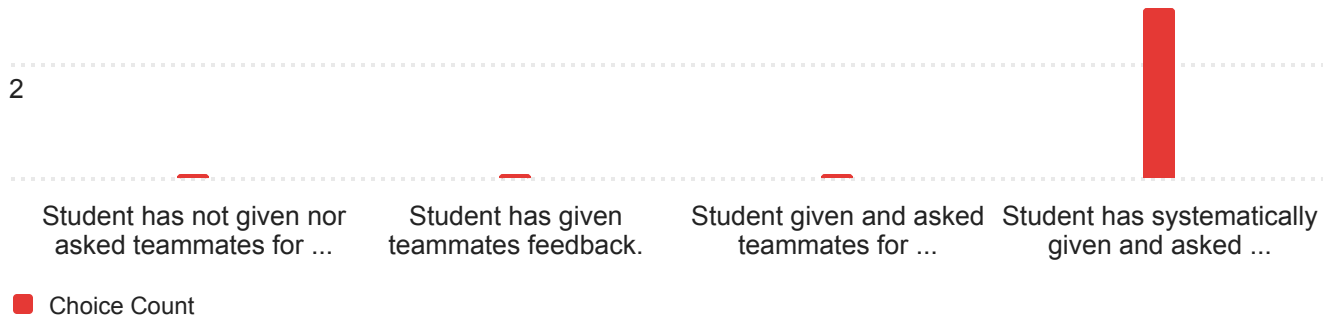 2
Student has not given nor
asked teammates for ...
Student has given
teammates feedback.
Student given and asked
teammates for ...
Student has systematically
given and asked ...
Choice Count